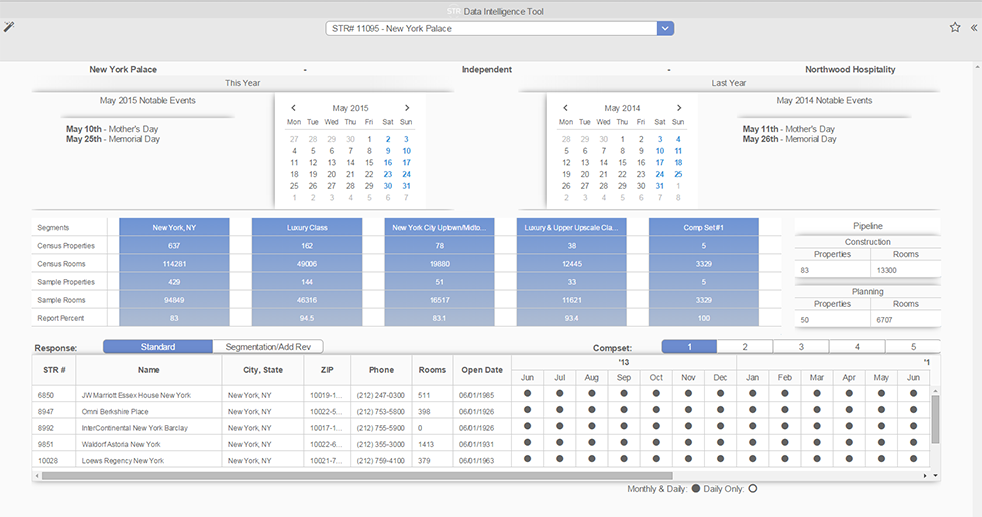 STR Data Intelligence Tool
STR# 11095 - New York Palace
New York Palace - Independent - Northwood Hospitality
This Year Last Year
May 2015 Notable Events
May 10th - Mother's Day
May 25th - Memorial Day
May 2015
Mon Tue Wed Thu Fri Sat Sun
27 28 29 30 1 2 3
4 5 6 7 8 9 10
11 12 13 14 15 16 17
18 19 20 21 22 23 24
25 26 27 28 29 30 31
1 2 3 4 5 6 7
May 2014
Mon Tue Wed Thu Fri Sat Sun
28 29 30 1 2 3 4
5 6 7 8 9 10 11
12 13 14 15 16 17 18
19 20 21 22 23 24 25
26 27 28 29 30 31 1
2 3 4 5 6 7 8
May 2014 Notable Events
May 11th - Mother's Day
May 26th - Memorial Day
Segments New York, NY Luxury Class New York City Uptown/Midto... Luxury & Upper Upscale Cla... Comp Set #1
Census Properties 637 162 78 38 5
Census Rooms 114281 49006 19880 12445 3329
Sample Properties 429 144 51 33 5
Sample Rooms 94849 46316 16517 11621 3329
Report Percent 83 94.5 83.1 93.4 100
Pipeline
Construction
Properties Rooms
83 13300
Planning
Properties Rooms
50 6707
Response: Standard Segmentation/Add Rev Compset: 1 2 3 4 5
STR # Name City, State ZIP Phone Rooms Open Date '13 '1
Jun Jul Aug Sep Oct Nov Dec Jan Feb Mar Apr May Jun
6850 JW Marriott Essex House New York New York, NY 10019-1... (212) 247-0300 511 06/01/1985
8947 Omni Berkshire Place New York, NY 10022-5... (212) 753-5800 398 06/01/1926
8992 InterContinental New York Barclay New York, NY 10017-1... (212) 755-5900 0 06/01/1926
9851 Waldorf Astoria New York New York, NY 10022-6... (212) 355-3000 1413 06/01/1931
10028 Loews Regency New York New York, NY 10021-7... (212) 759-4100 379 06/01/1963
Monthly & Daily: Daily Only: